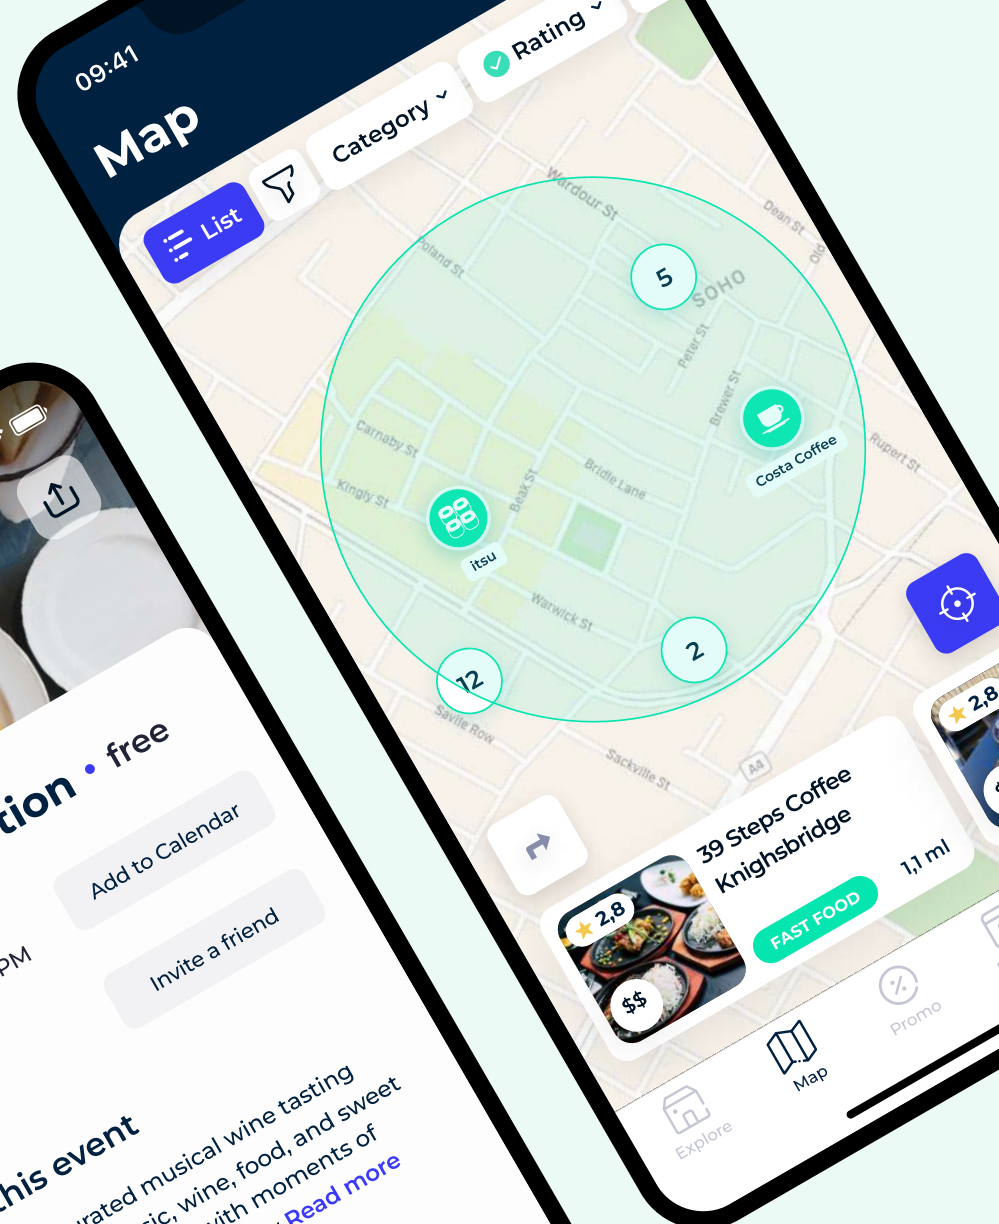 09:41
Map
List
Category
Rating
Wardour St
Dean St
Old
Poland St
5
SOHO
Peter St
Brewer St
Costa Coffee
Rupert St
Carnaby St
Kingly St
Beak St
Bridle Lane
itsu
Warwick St
12
2
Savile Row
Sackville St
A4
39 Steps Coffee
Knighsbridge
2,8
$$
FAST FOOD
1,1 ml
2,8
Explore
Map
Promo
tion • free
Add to Calendar
PM
Invite a friend
this event
rated musical wine tasting
sic, wine, food, and sweet
with moments of
Read more